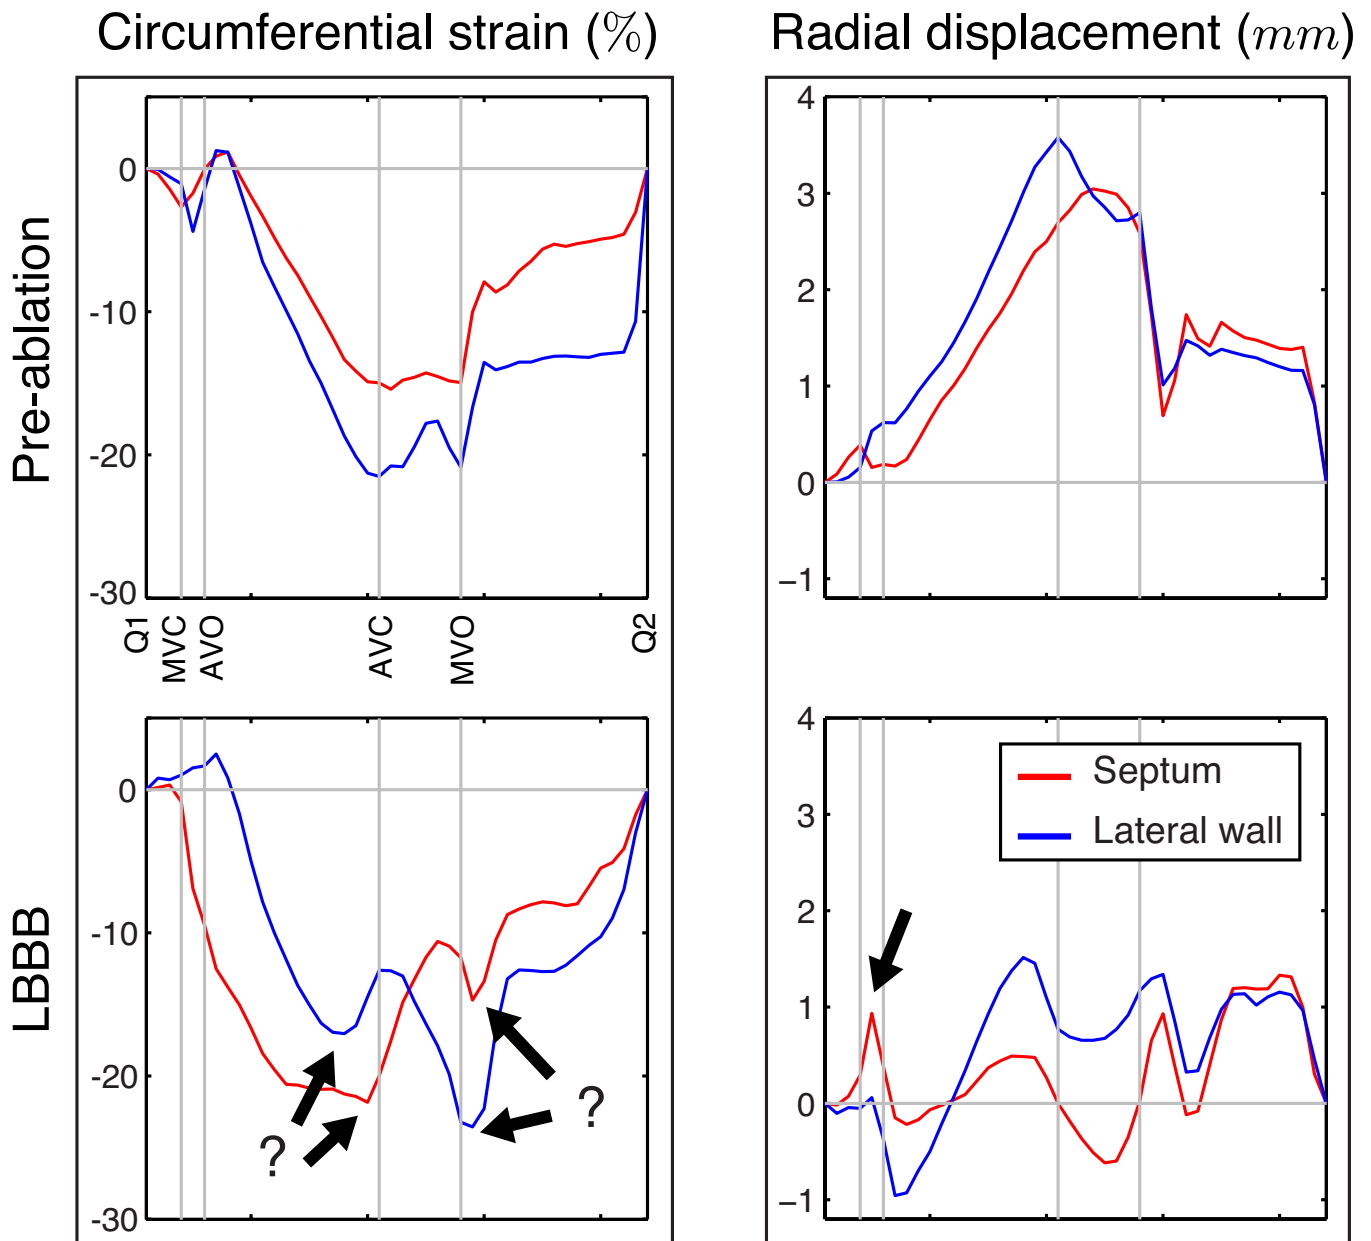 Circumferential strain (%)
Radial displacement (mm)
Pre-ablation
0
-10
-20
-30
Q1
MVC
AVO
AVC
MVO
Q2
4
3
2
1
0
−1
LBBB
0
-10
-20
-30
?
?
4
3
2
1
0
−1
Septum
Lateral wall